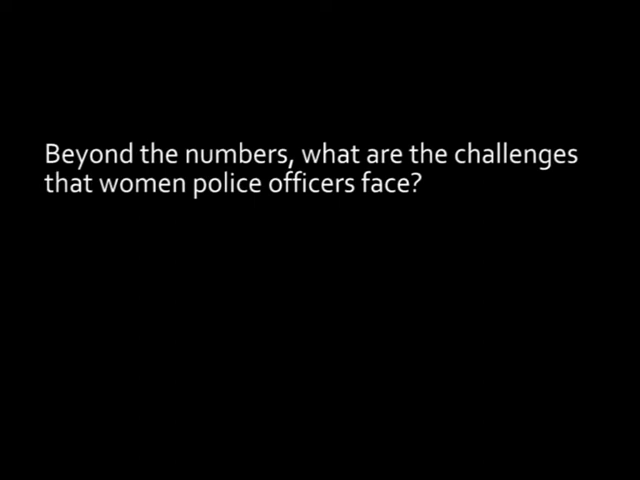 Beyond the numbers, what are the challenges
that women police officers face?